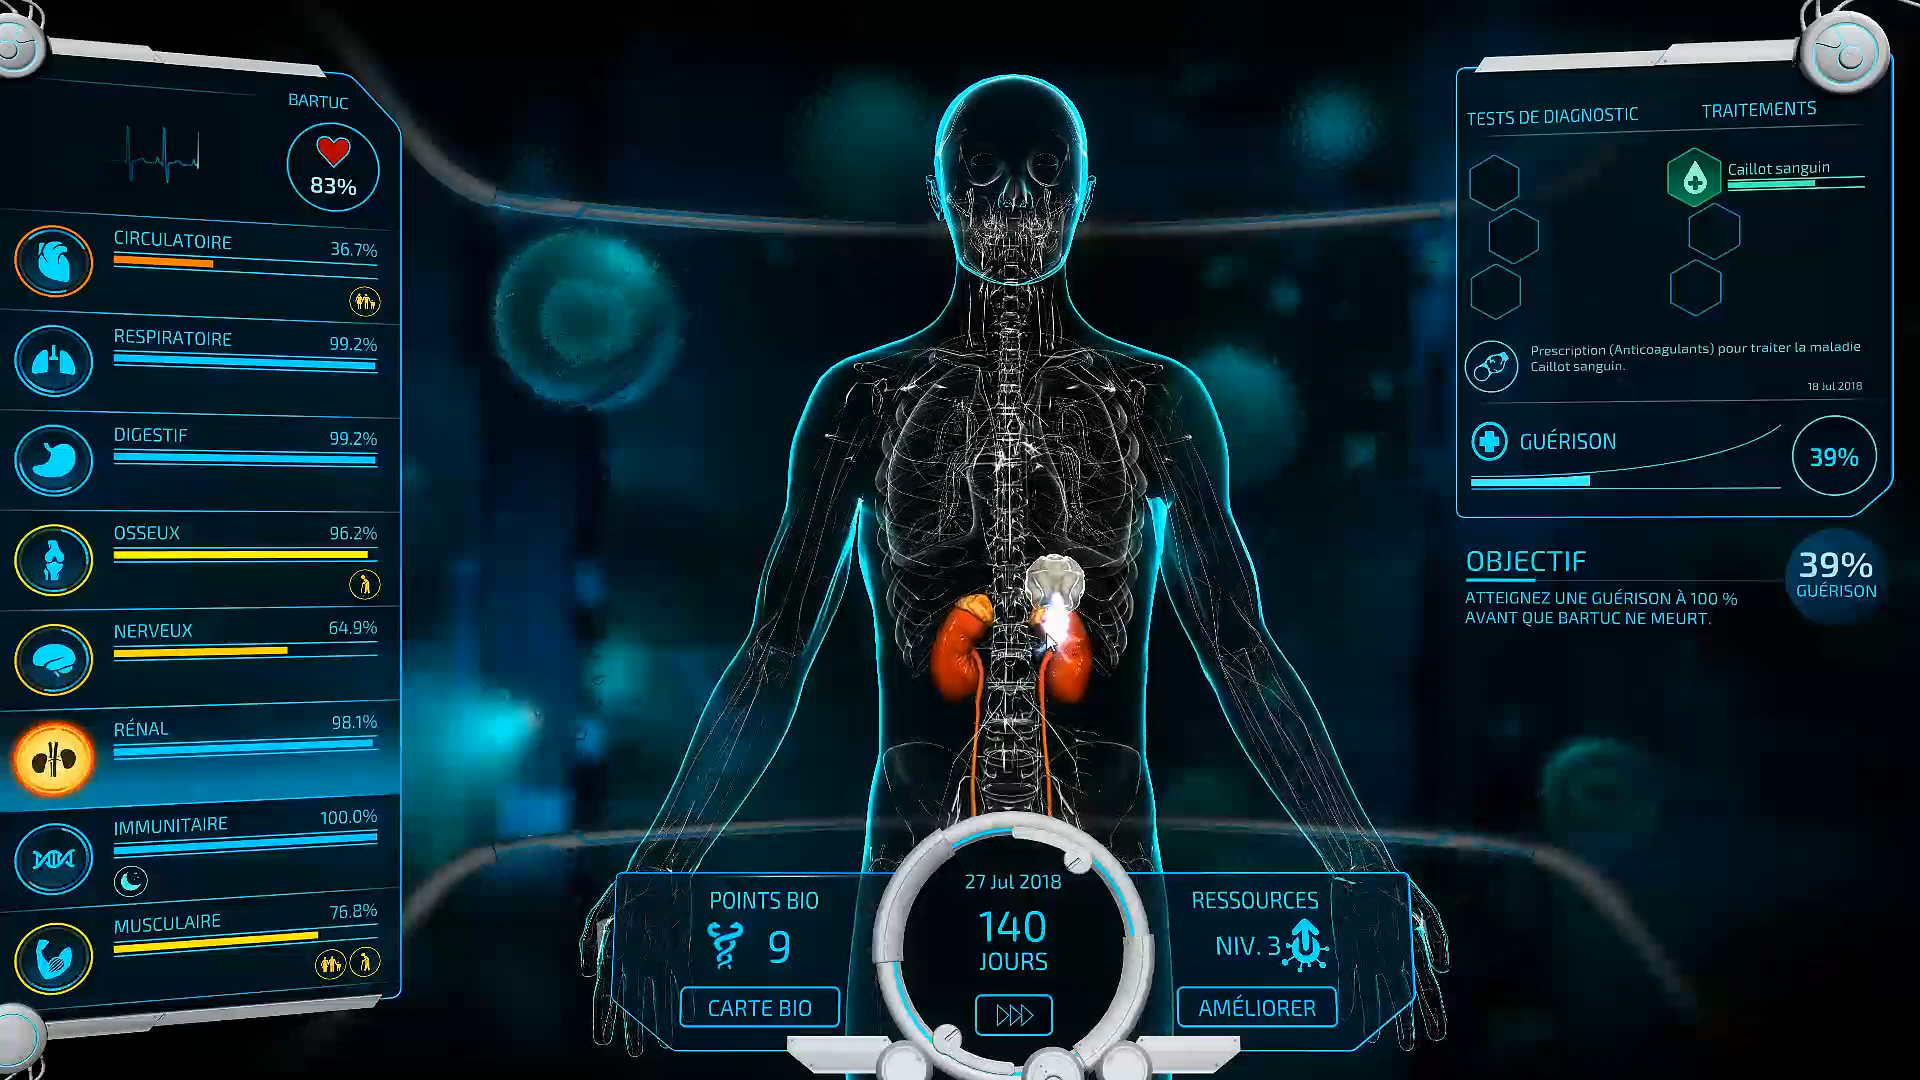 BARTUC
83%
CIRCULATOIRE
36.7%
RESPIRATOIRE
99.2%
DIGESTIF
99.2%
OSSEUX
96.2%
NERVEUX
64.9%
RÉNAL
98.1%
IMMUNITAIRE
100.0%
MUSCULAIRE
76.8%
TESTS DE DIAGNOSTIC
TRAITEMENTS
Caillot sanguin
Prescription (Anticoagulants) pour traiter la maladie
Caillot sanguin.
18 Jul 2018
GUÉRISON
39%
OBJECTIF
ATTEIGNEZ UNE GUÉRISON À 100 %
AVANT QUE BARTUC NE MEURT.
39%
GUÉRISON
POINTS BIO
9
CARTE BIO
27 Jul 2018
140
JOURS
RESSOURCES
NIV. 3
AMÉLIORER